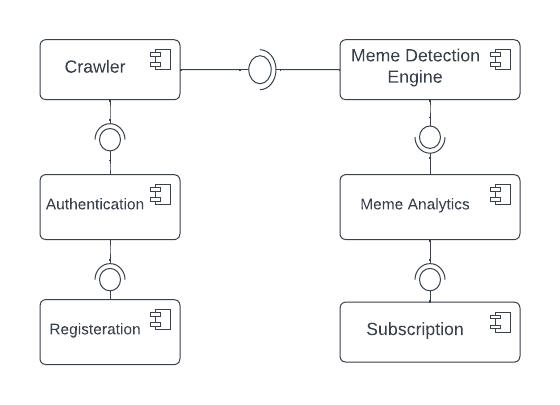 Crawler
Meme Detection
Engine
Authentication
Meme Analytics
Registeration
Subscription